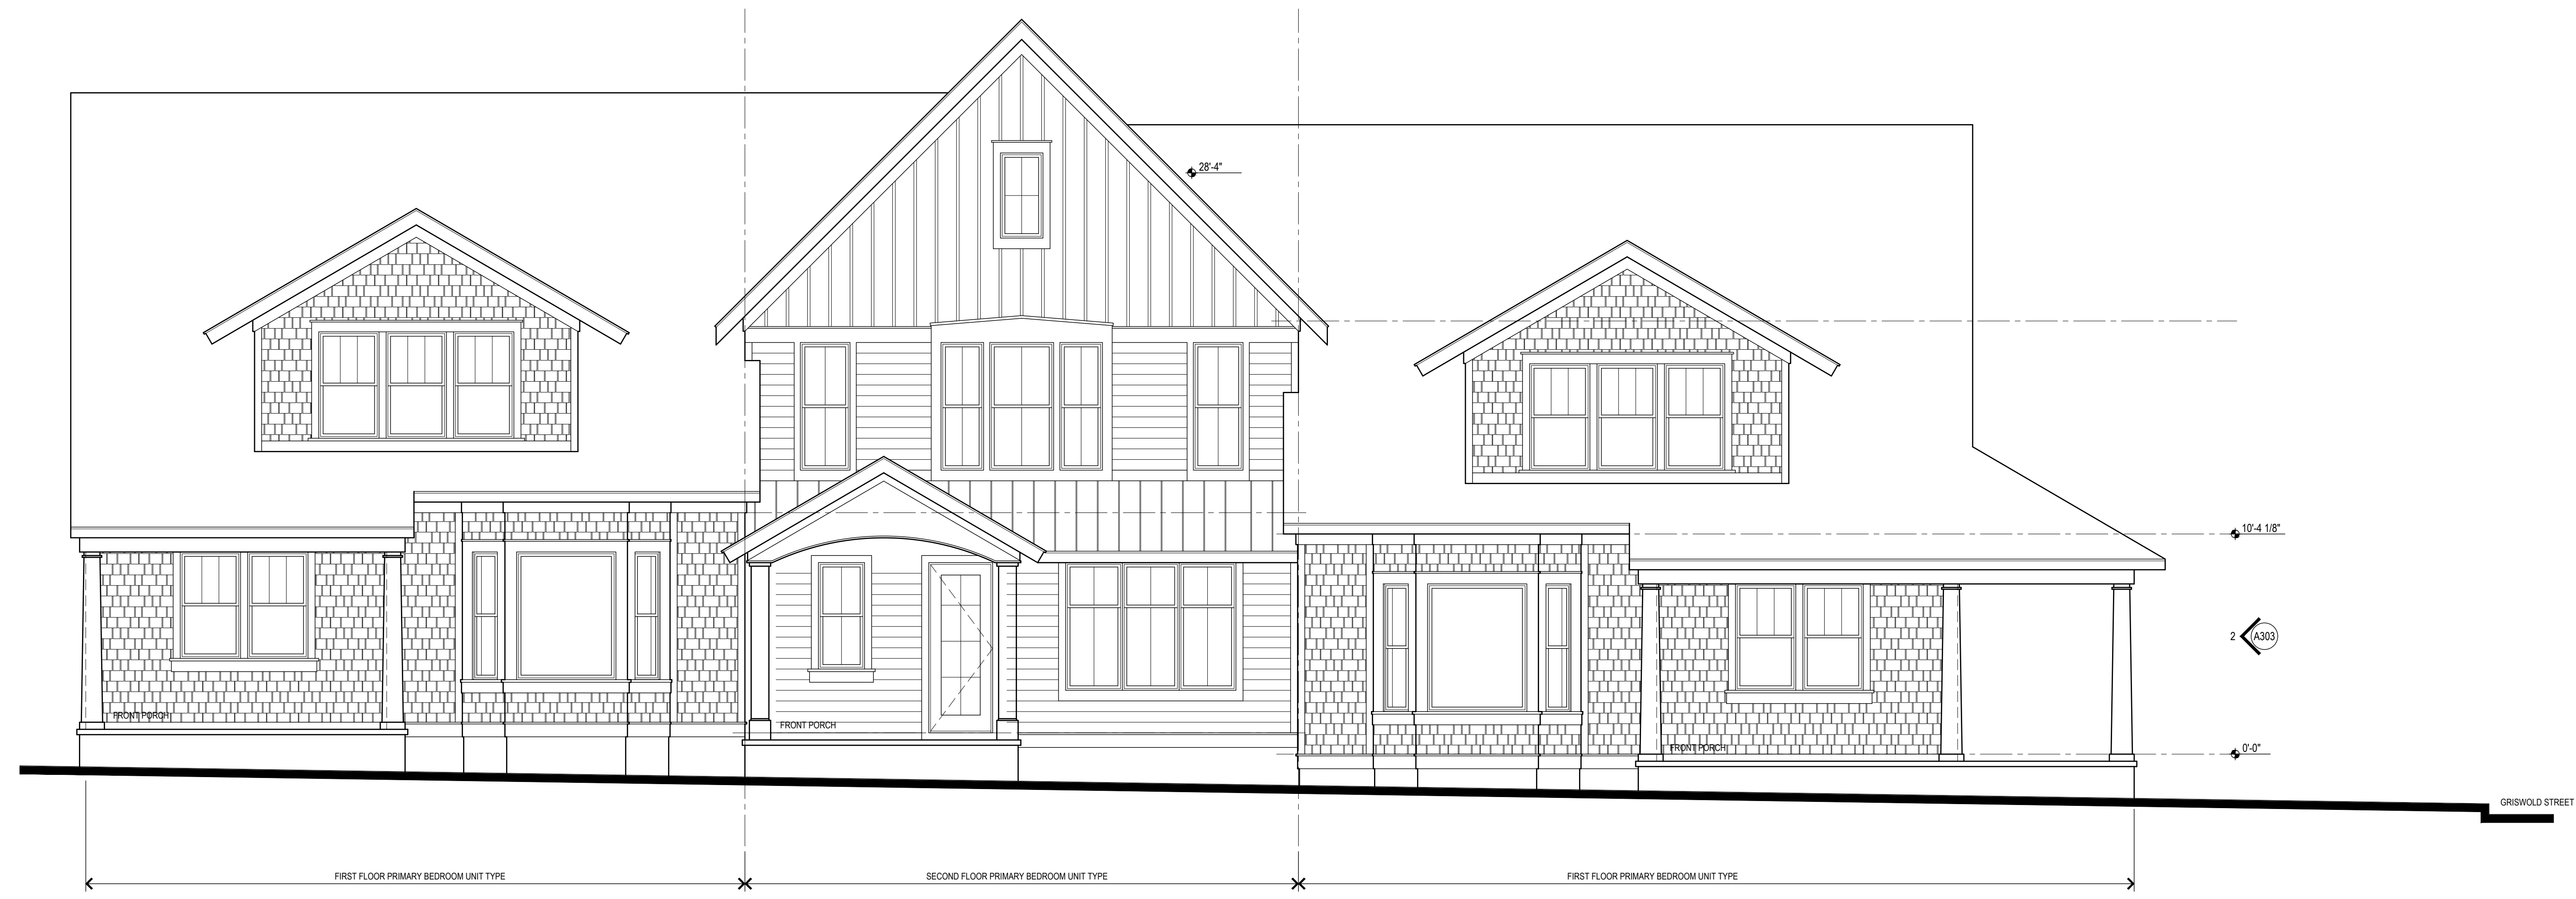 28'-4"
10'-4 1/8"
2 A303
FRONT PORCH
FRONT PORCH
FRONT PORCH
0'-0"
GRISWOLD STREET
FIRST FLOOR PRIMARY BEDROOM UNIT TYPE
SECOND FLOOR PRIMARY BEDROOM UNIT TYPE
FIRST FLOOR PRIMARY BEDROOM UNIT TYPE